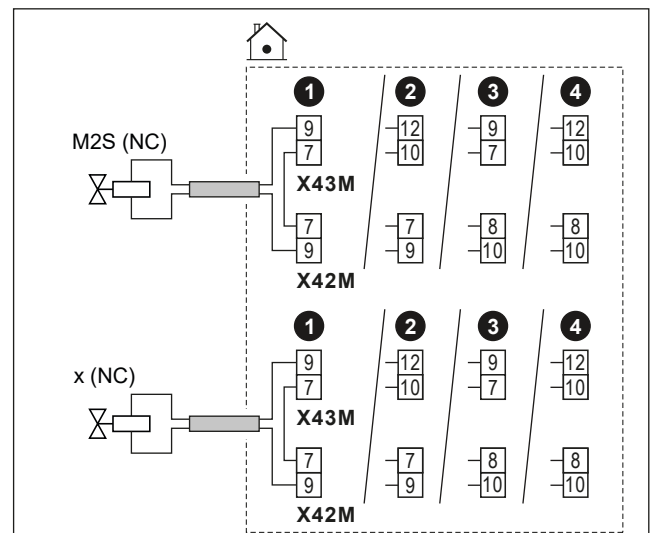 1 2 3 4
M2S (NC)
9 12 9 12
7 10 7 10
X43M
7 7 8 8
9 9 10 10
X42M
1 2 3 4
x (NC)
9 12 9 12
7 10 7 10
X43M
7 7 8 8
9 9 10 10
X42M